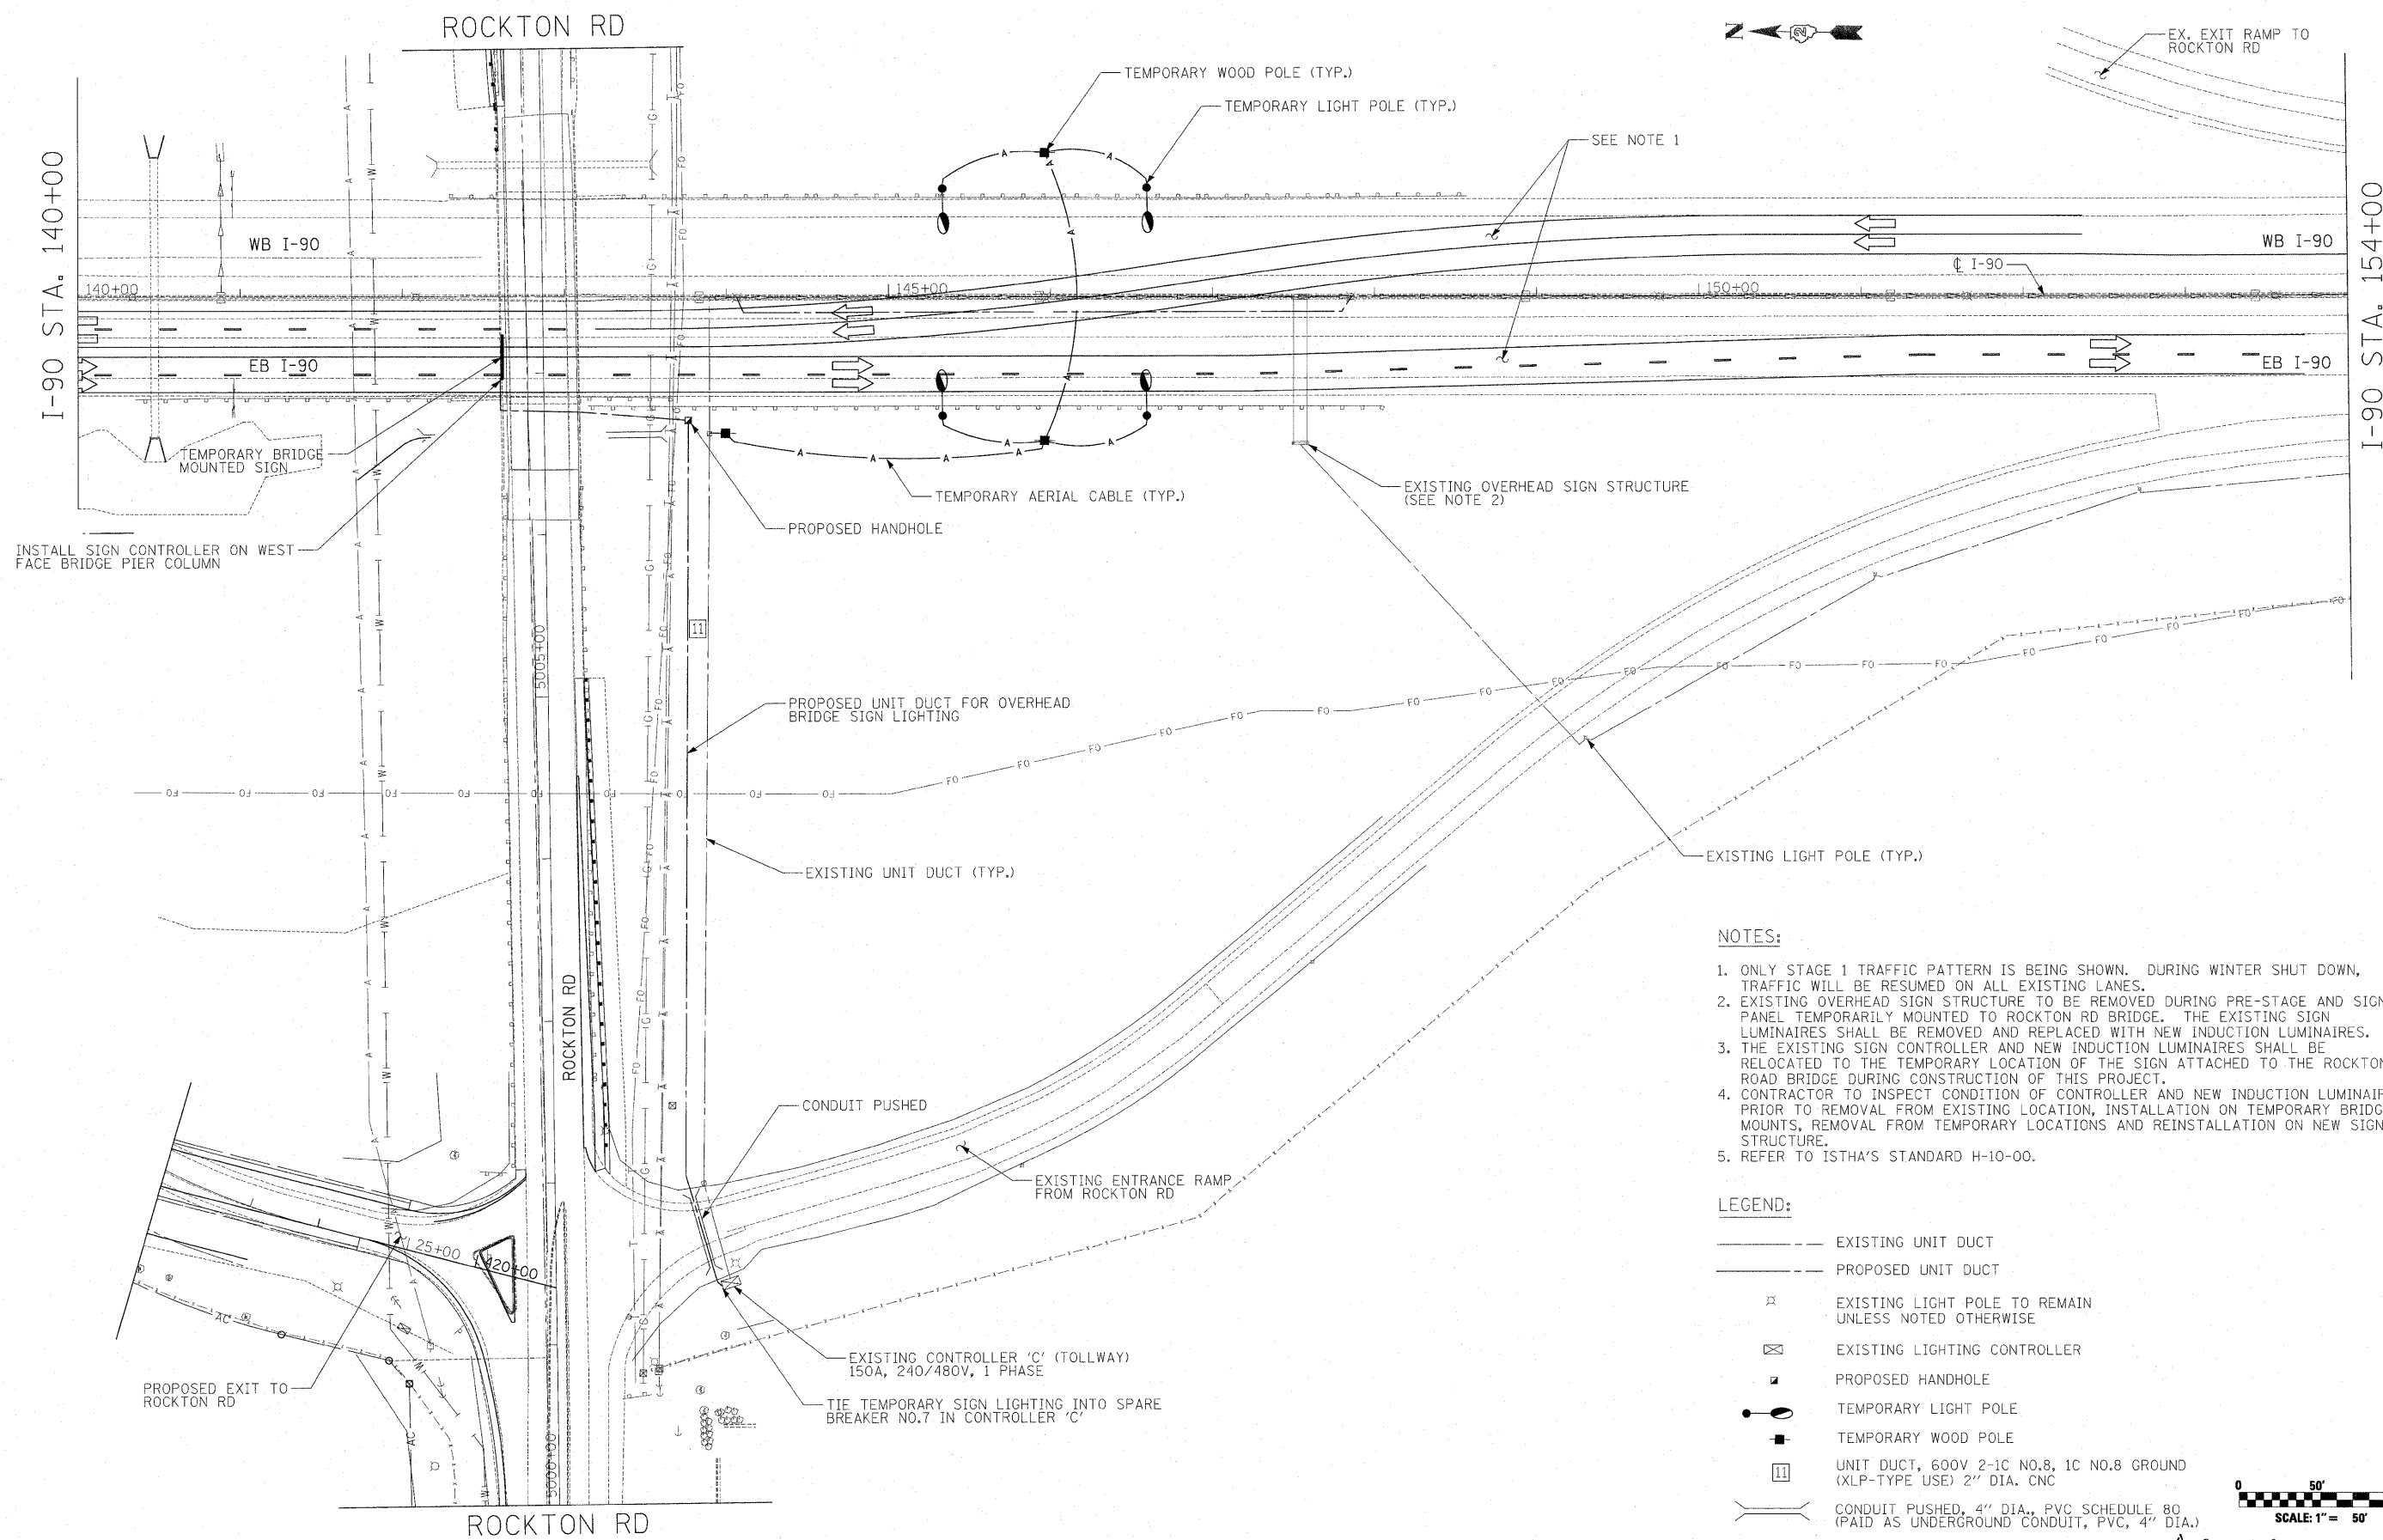 ROCKTON RD
N
EX. EXIT RAMP TO
ROCKTON RD
TEMPORARY WOOD POLE (TYP.)
TEMPORARY LIGHT POLE (TYP.)
SEE NOTE 1
I-90 STA. 140+00
I-90 STA. 154+00
WB I-90
WB I-90
℄ I-90
140+00
145+00
150+00
EB I-90
EB I-90
TEMPORARY BRIDGE
MOUNTED SIGN
TEMPORARY AERIAL CABLE (TYP.)
EXISTING OVERHEAD SIGN STRUCTURE
(SEE NOTE 2)
PROPOSED HANDHOLE
INSTALL SIGN CONTROLLER ON WEST
FACE BRIDGE PIER COLUMN
11
5005+00
PROPOSED UNIT DUCT FOR OVERHEAD
BRIDGE SIGN LIGHTING
EXISTING UNIT DUCT (TYP.)
EXISTING LIGHT POLE (TYP.)
ROCKTON RD
CONDUIT PUSHED
EXISTING ENTRANCE RAMP
FROM ROCKTON RD
125+00
120+00
EXISTING CONTROLLER 'C' (TOLLWAY)
150A, 240/480V, 1 PHASE
PROPOSED EXIT TO
ROCKTON RD
TIE TEMPORARY SIGN LIGHTING INTO SPARE
BREAKER NO.7 IN CONTROLLER 'C'
5000+00
ROCKTON RD
NOTES:
1. ONLY STAGE 1 TRAFFIC PATTERN IS BEING SHOWN. DURING WINTER SHUT DOWN,
TRAFFIC WILL BE RESUMED ON ALL EXISTING LANES.
2. EXISTING OVERHEAD SIGN STRUCTURE TO BE REMOVED DURING PRE-STAGE AND SIGN
PANEL TEMPORARILY MOUNTED TO ROCKTON RD BRIDGE. THE EXISTING SIGN
LUMINAIRES SHALL BE REMOVED AND REPLACED WITH NEW INDUCTION LUMINAIRES.
3. THE EXISTING SIGN CONTROLLER AND NEW INDUCTION LUMINAIRES SHALL BE
RELOCATED TO THE TEMPORARY LOCATION OF THE SIGN ATTACHED TO THE ROCKTON
ROAD BRIDGE DURING CONSTRUCTION OF THIS PROJECT.
4. CONTRACTOR TO INSPECT CONDITION OF CONTROLLER AND NEW INDUCTION LUMINAIR
PRIOR TO REMOVAL FROM EXISTING LOCATION, INSTALLATION ON TEMPORARY BRIDG
MOUNTS, REMOVAL FROM TEMPORARY LOCATIONS AND REINSTALLATION ON NEW SIGN
STRUCTURE.
5. REFER TO ISTHA'S STANDARD H-10-00.
LEGEND:
EXISTING UNIT DUCT
PROPOSED UNIT DUCT
EXISTING LIGHT POLE TO REMAIN
UNLESS NOTED OTHERWISE
EXISTING LIGHTING CONTROLLER
PROPOSED HANDHOLE
TEMPORARY LIGHT POLE
TEMPORARY WOOD POLE
11 UNIT DUCT, 600V 2-1C NO.8, 1C NO.8 GROUND
(XLP-TYPE USE) 2" DIA. CNC
CONDUIT PUSHED, 4" DIA., PVC SCHEDULE 80
(PAID AS UNDERGROUND CONDUIT, PVC, 4" DIA.)
0 50'
SCALE: 1" = 50'